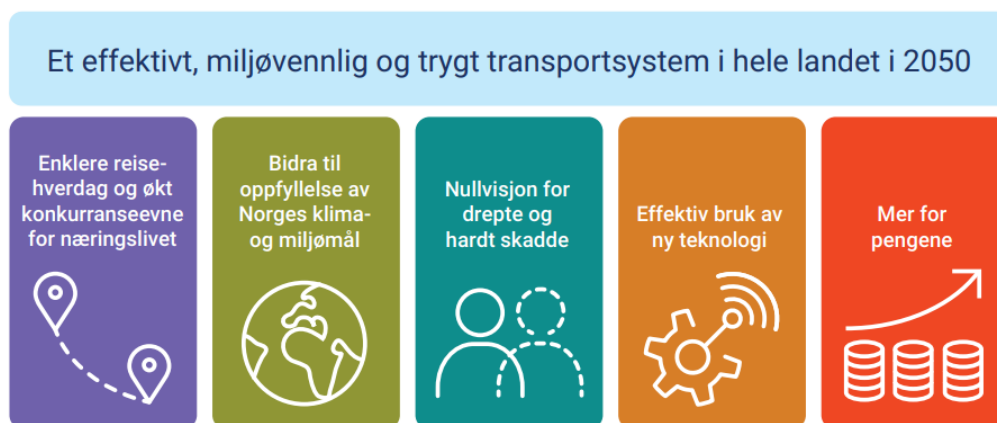 Et effektivt, miljøvennlig og trygt transportsystem i hele landet i 2050
Enklere reise-
hverdag og økt
konkurranseevne
for næringslivet
Bidra til
oppfyllelse av
Norges klima-
og miljømål
Nullvisjon for
drepte og
hardt skadde
Effektiv bruk av
ny teknologi
Mer for
pengene